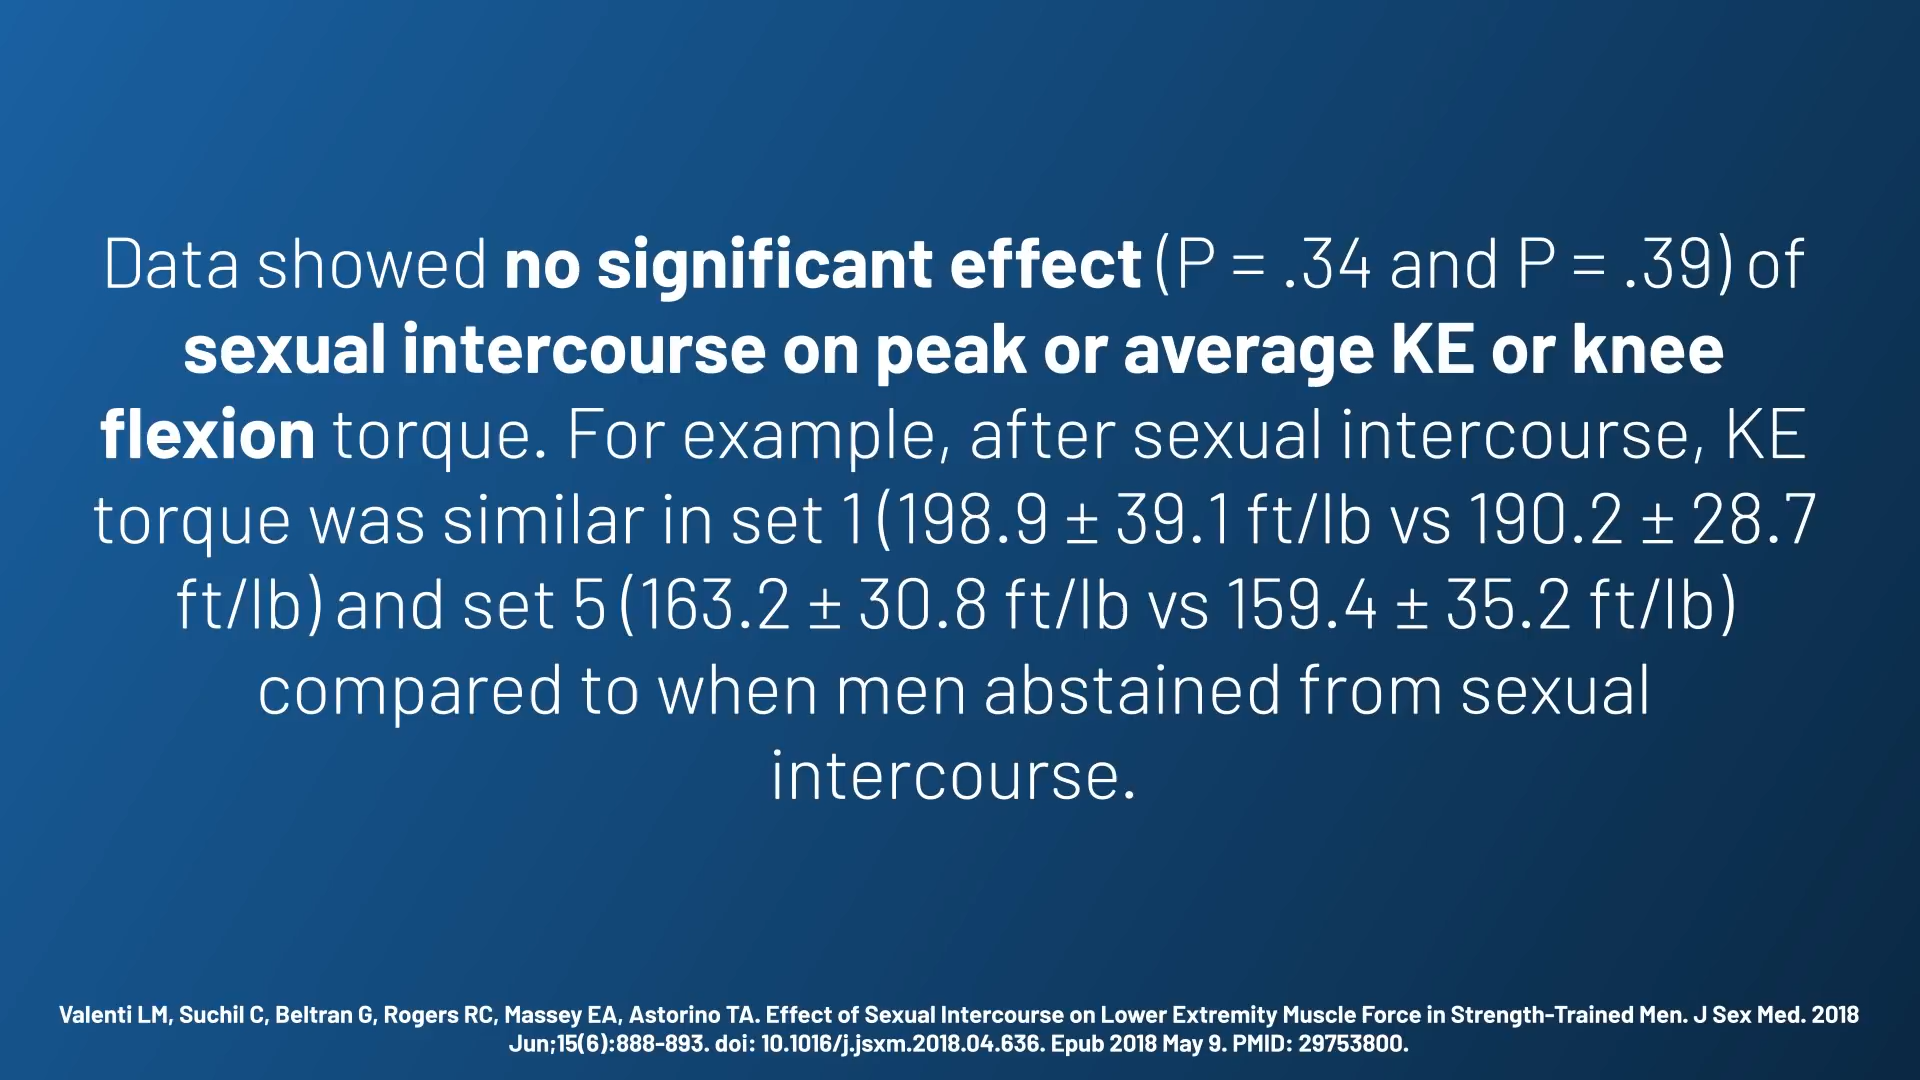 Data showed no significant effect (P = .34 and P = .39) of
sexual intercourse on peak or average KE or knee
flexion torque. For example, after sexual intercourse, KE
torque was similar in set 1 (198.9 ± 39.1 ft/lb vs 190.2 ± 28.7
ft/lb) and set 5 (163.2 ± 30.8 ft/lb vs 159.4 ± 35.2 ft/lb)
compared to when men abstained from sexual
intercourse.
Valenti LM, Suchil C, Beltran G, Rogers RC, Massey EA, Astorino TA. Effect of Sexual Intercourse on Lower Extremity Muscle Force in Strength-Trained Men. J Sex Med. 2018
Jun;15(6):888-893. doi: 10.1016/j.jsxm.2018.04.636. Epub 2018 May 9. PMID: 29753800.